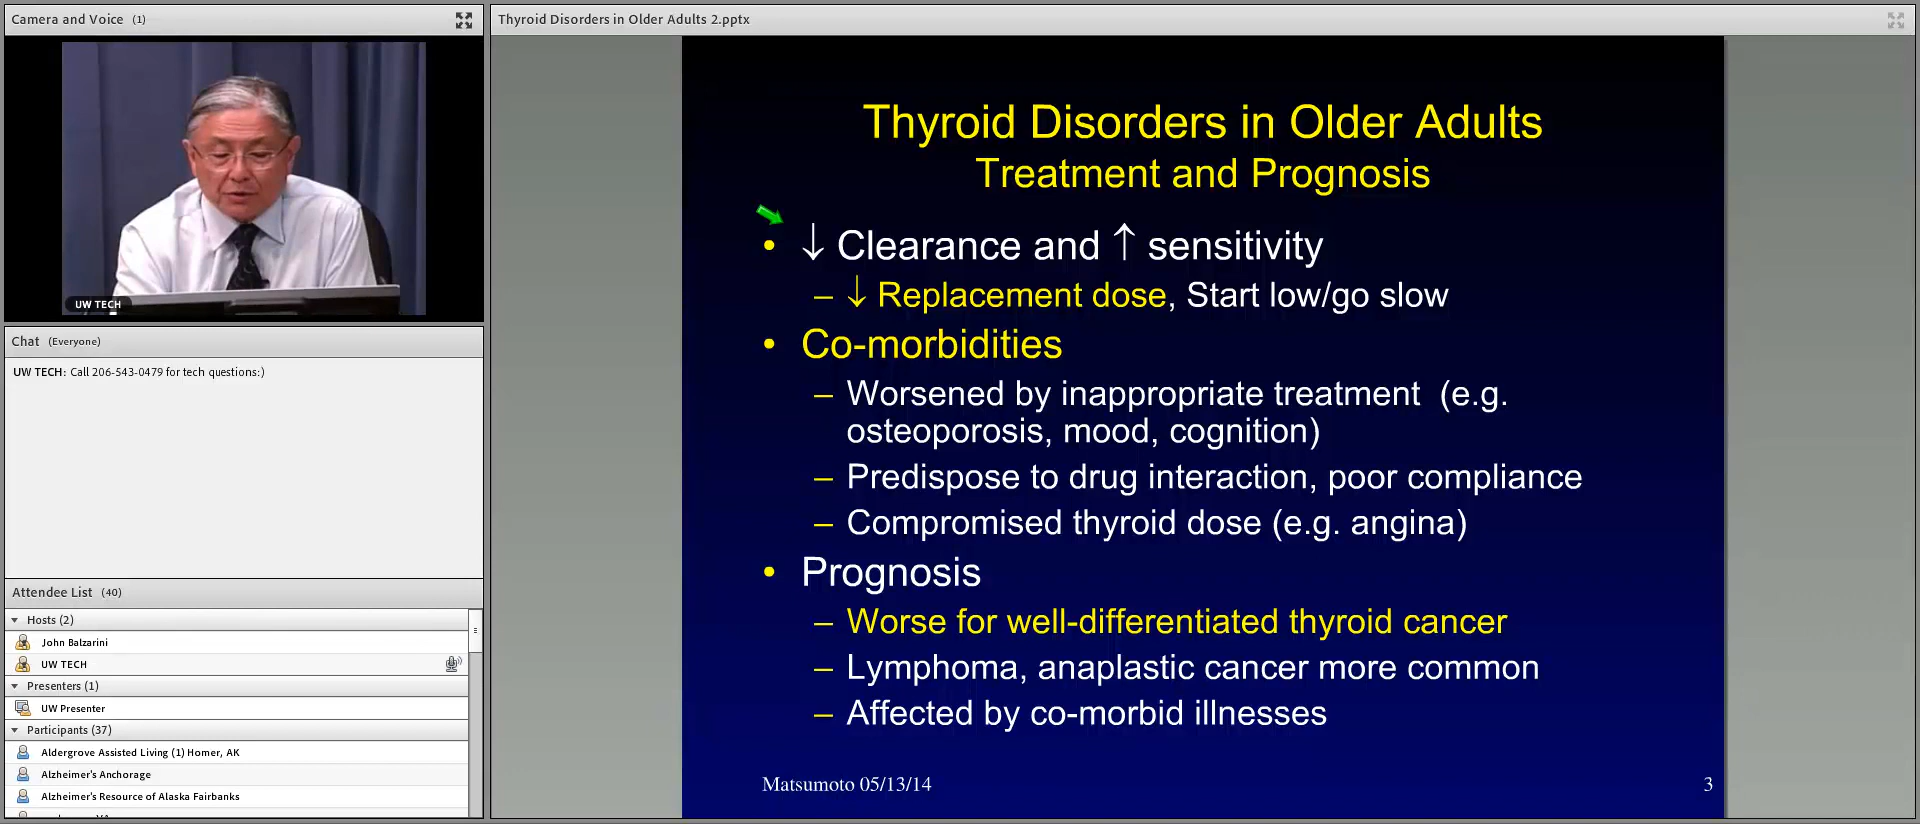 Camera and Voice (1)
UW TECH
Chat (Everyone)
UW TECH: Call 206-543-0479 for tech questions:)
Attendee List (40)
Hosts (2)
John Balzarini
UW TECH
Presenters (1)
UW Presenter
Participants (37)
Aldergrove Assisted Living (1) Homer, AK
Alzheimer's Anchorage
Alzheimer's Resource of Alaska Fairbanks
Thyroid Disorders in Older Adults 2.pptx
Thyroid Disorders in Older Adults
Treatment and Prognosis
• ↓ Clearance and ↑ sensitivity
– ↓ Replacement dose, Start low/go slow
• Co-morbidities
– Worsened by inappropriate treatment (e.g.
osteoporosis, mood, cognition)
– Predispose to drug interaction, poor compliance
– Compromised thyroid dose (e.g. angina)
• Prognosis
– Worse for well-differentiated thyroid cancer
– Lymphoma, anaplastic cancer more common
– Affected by co-morbid illnesses
Matsumoto 05/13/14
3